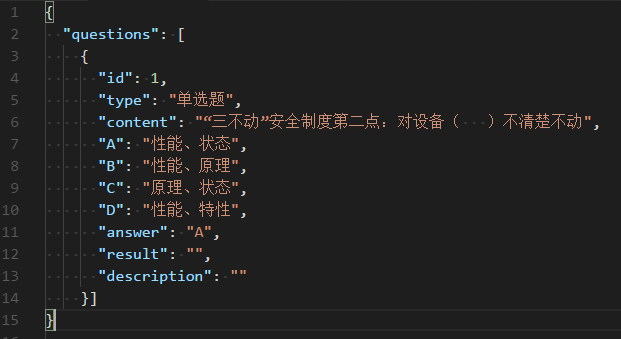 1 {
2 "questions": [
3 {
4 "id": 1,
5 "type": "单选题",
6 "content": "“三不动”安全制度第二点：对设备（   ）不清楚不动",
7 "A": "性能、状态",
8 "B": "性能、原理",
9 "C": "原理、状态",
10 "D": "性能、特性",
11 "answer": "A",
12 "result": "",
13 "description": ""
14 }]
15 }